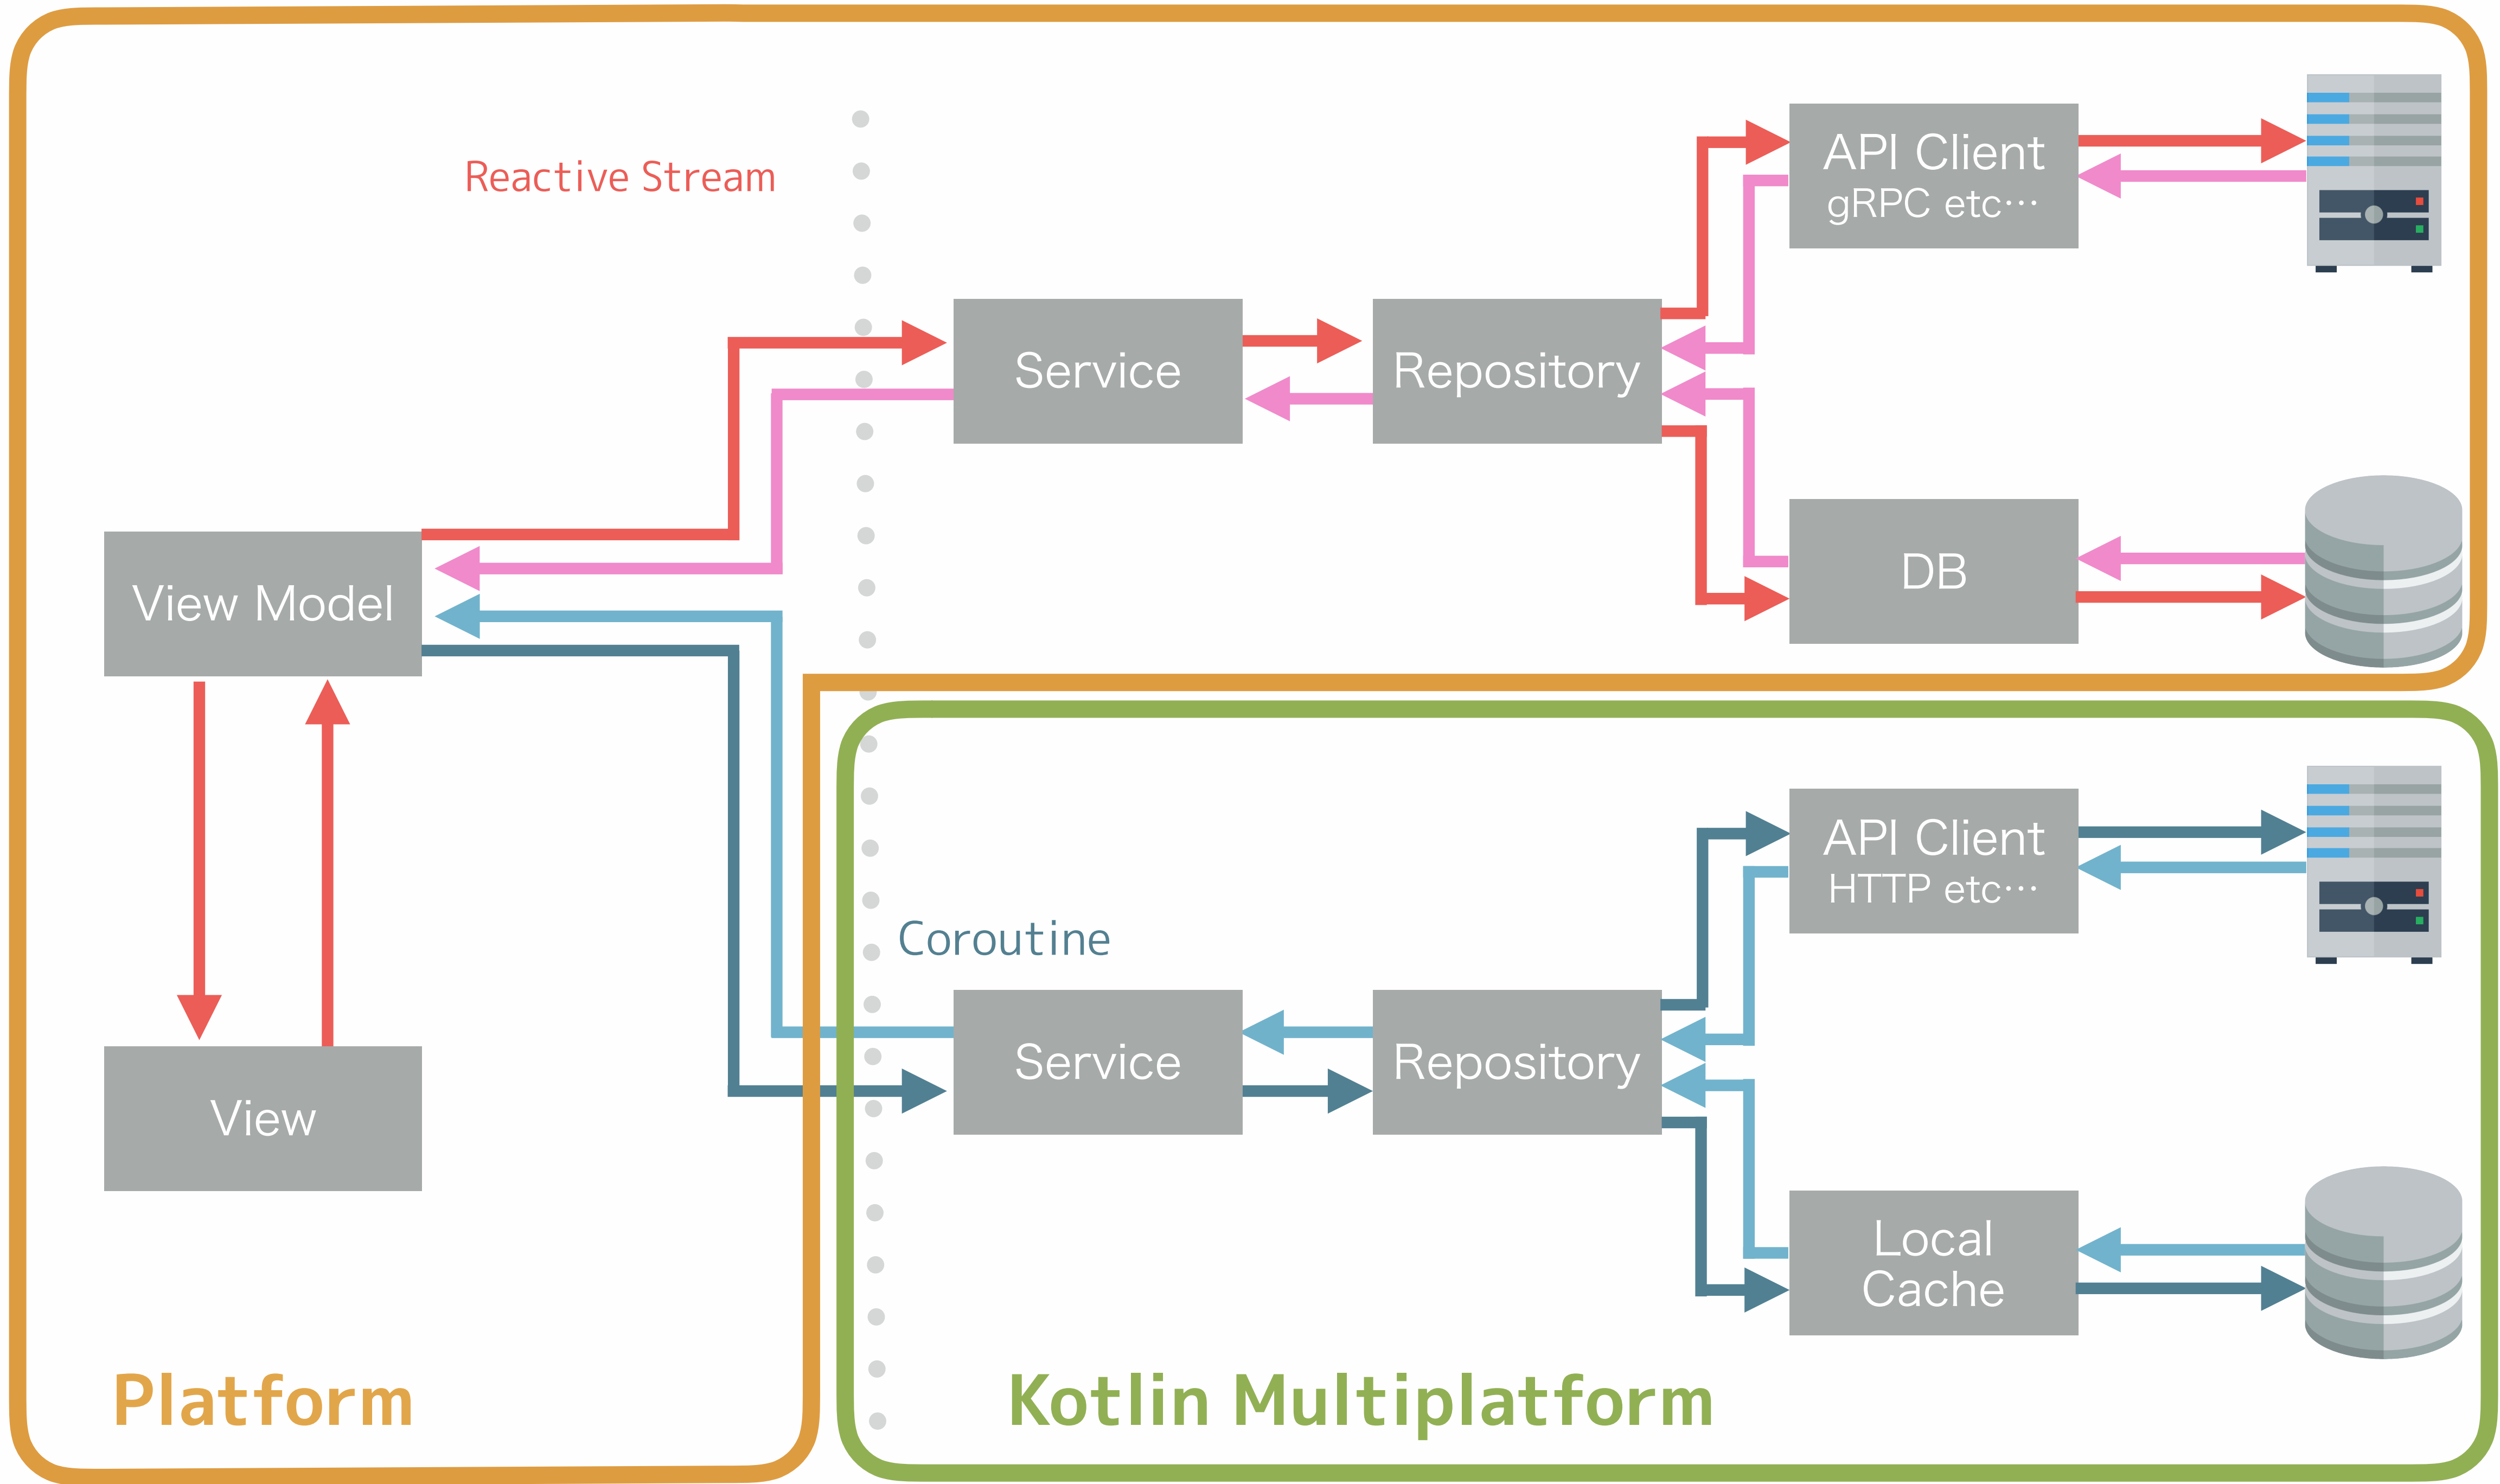 Reactive Stream
API Client
gRPC etc…
Service
Repository
DB
View Model
API Client
HTTP etc…
Coroutine
Service
Repository
View
Local
Cache
Platform
Kotlin Multiplatform